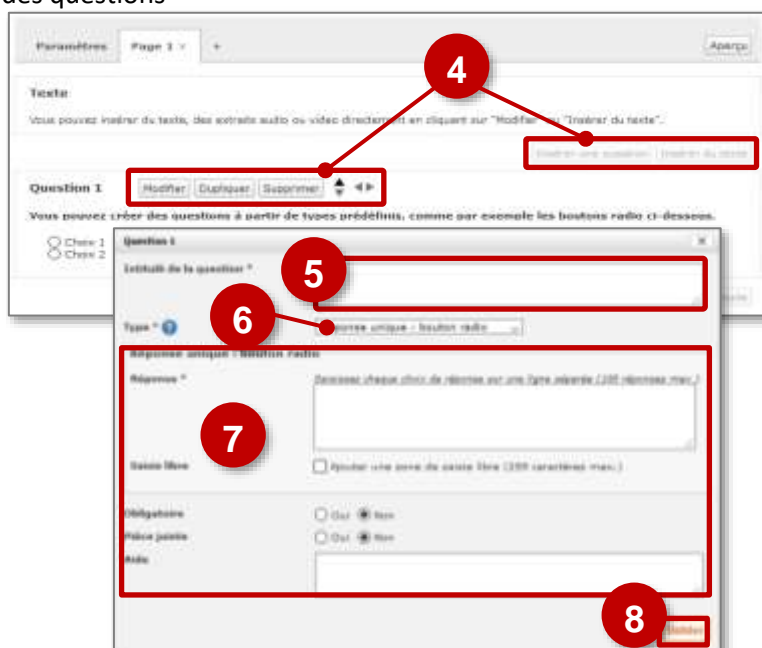 des questions
Paramètres Page 1 × + Aperçu
4
Texte
Vous pouvez insérer du texte, des extraits audio ou video directement en cliquant sur "Modifier" ou "Insérer du texte".
Insérer une question Insérer du texte
Question 1 Modifier Dupliquer Supprimer
Vous pouvez créer des questions à partir de types prédéfinis, comme par exemple les boutons radio ci-dessous.
Choix 1
Choix 2
Question 1
Intitulé de la question *
5
6
Type * ? Réponse unique - bouton radio
Réponse unique : bouton radio
Réponse * Saisissez chaque choix de réponse sur une ligne séparée (100 réponses max.)
7
Saisie libre Ajouter une zone de saisie libre (255 caractères max.)
Obligatoire Oui Non
Pièce jointe Oui Non
Aide
8
Valider